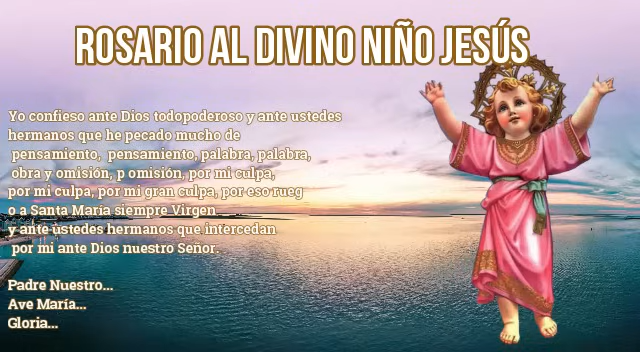 ROSARIO AL DIVINO NIÑO JESÚS
Yo confieso ante Dios todopoderoso y ante ustedes
hermanos que he pecado mucho de
pensamiento, pensamiento, palabra, palabra,
obra y omisión, p omisión, por mi culpa,
por mi culpa, por mi gran culpa, por eso rueg
o a Santa María siempre Virgen
y ante ustedes hermanos que intercedan
por mi ante Dios nuestro Señor.
Padre Nuestro...
Ave María...
Gloria...